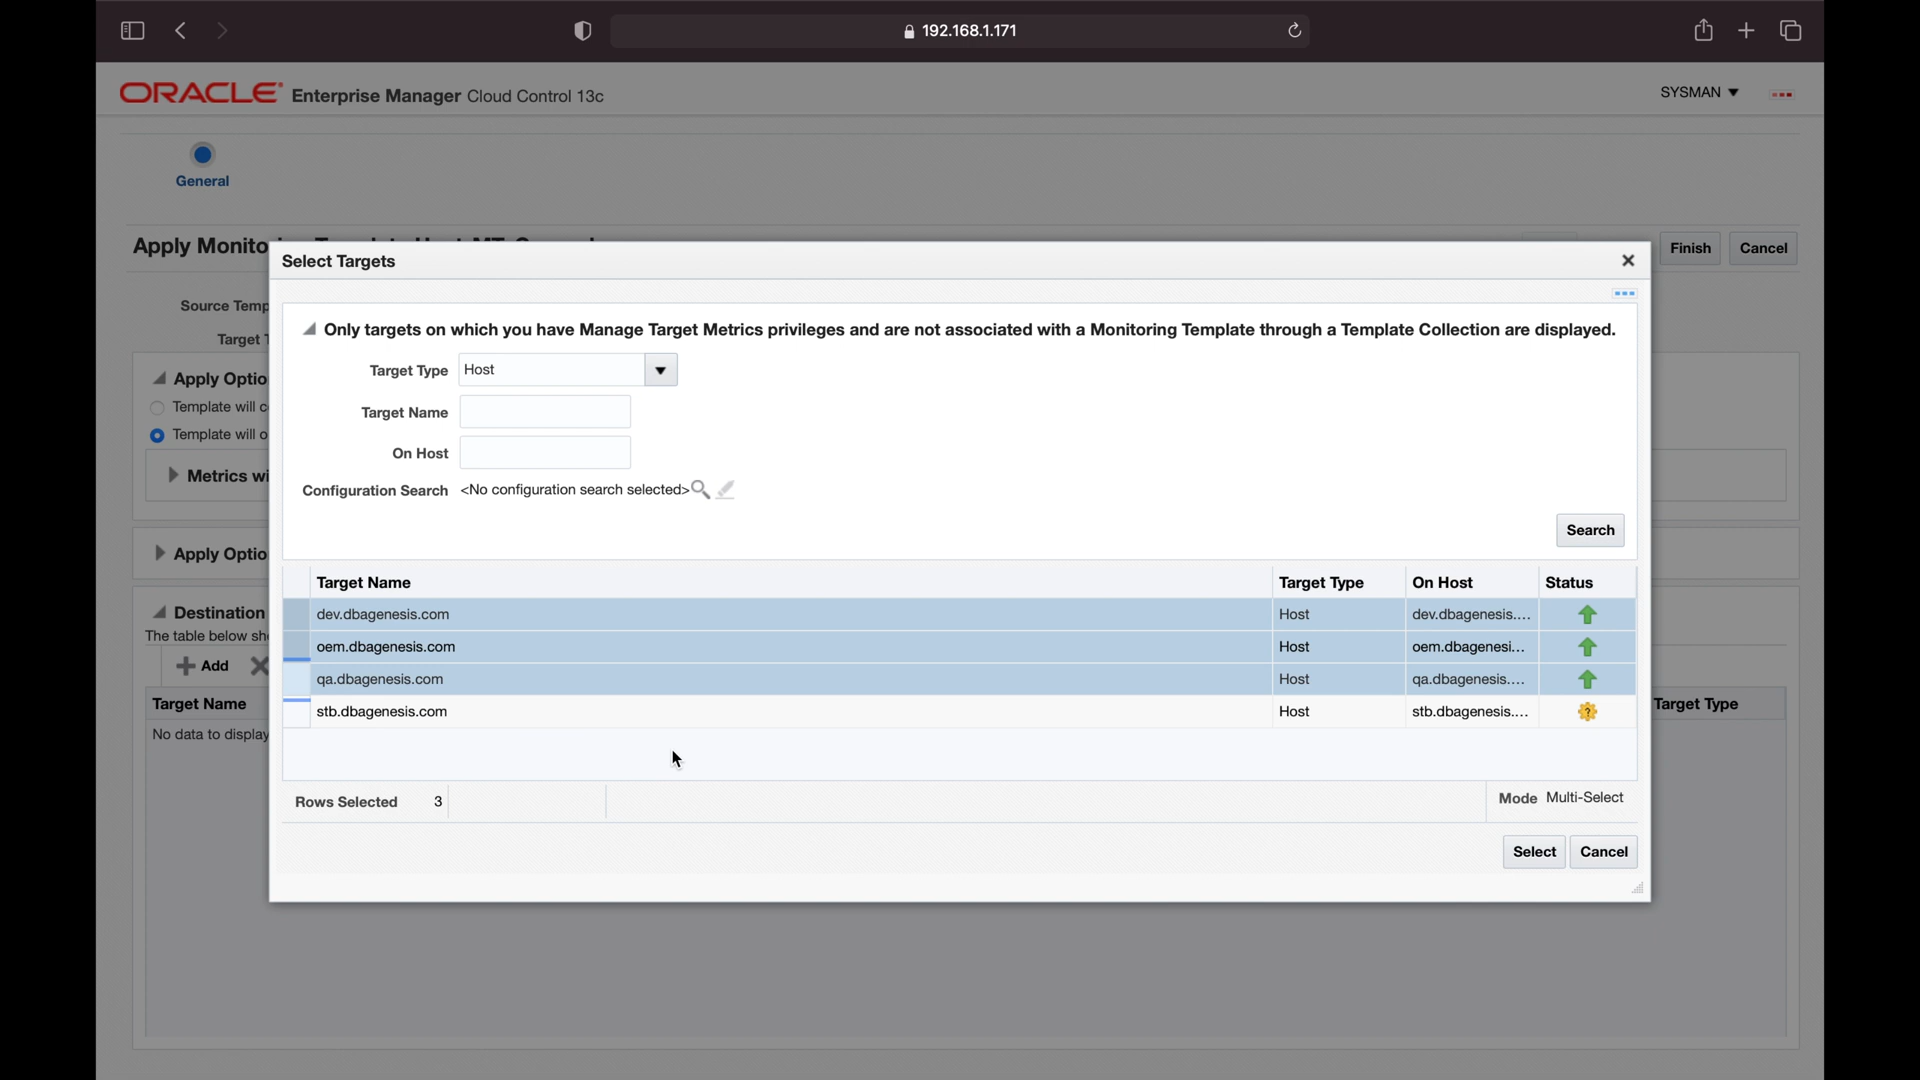 192.168.1.171
ORACLE Enterprise Manager Cloud Control 13c
SYSMAN
General
Apply Monito
Finish
Cancel
Select Targets
Source Temp
Target T
Only targets on which you have Manage Target Metrics privileges and are not associated with a Monitoring Template through a Template Collection are displayed.
Target Type Host
Apply Optio
Template will c
Target Name
Template will o
On Host
Metrics wi
Configuration Search <No configuration search selected>
Search
Apply Optio
Target Name Target Type On Host Status
Destination
dev.dbagenesis.com Host dev.dbagenesis....
The table below sh
oem.dbagenesis.com Host oem.dbagenesi...
Add
qa.dbagenesis.com Host qa.dbagenesis....
Target Name
Target Type
stb.dbagenesis.com Host stb.dbagenesis....
No data to display
Rows Selected 3
Mode Multi-Select
Select
Cancel